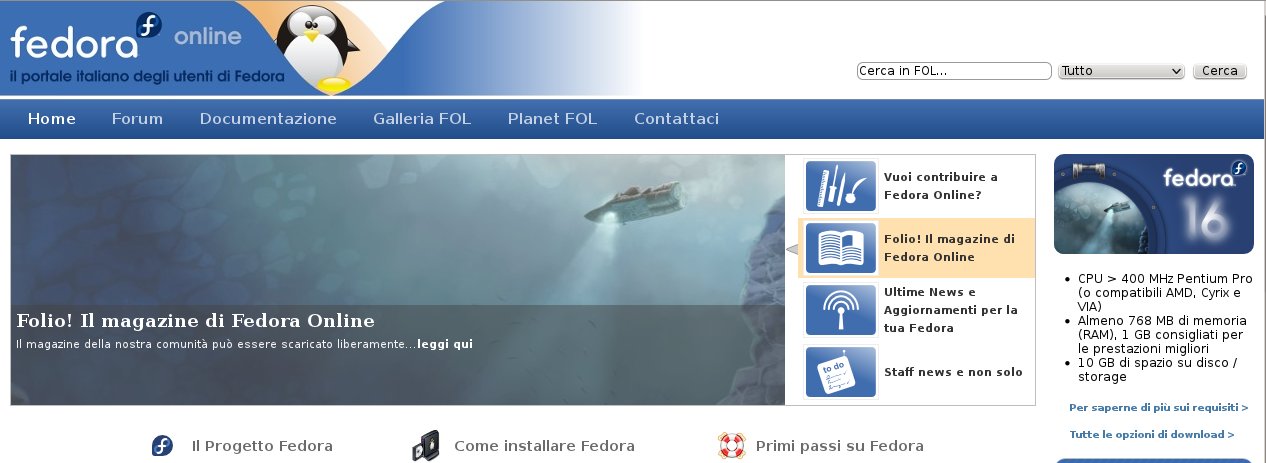 fedora online
il portale italiano degli utenti di Fedora
Cerca in FOL... Tutto Cerca
Home Forum Documentazione Galleria FOL Planet FOL Contattaci
Folio! Il magazine di Fedora Online
Il magazine della nostra comunità può essere scaricato liberamente...leggi qui
Vuoi contribuire a
Fedora Online?
Folio! Il magazine di
Fedora Online
Ultime News e
Aggiornamenti per la
tua Fedora
to do
Staff news e non solo
fedora
16
CPU > 400 MHz Pentium Pro
(o compatibili AMD, Cyrix e
VIA)
Almeno 768 MB di memoria
(RAM), 1 GB consigliati per
le prestazioni migliori
10 GB di spazio su disco /
storage
Per saperne di più sui requisiti >
Tutte le opzioni di download >
Il Progetto Fedora Come installare Fedora Primi passi su Fedora